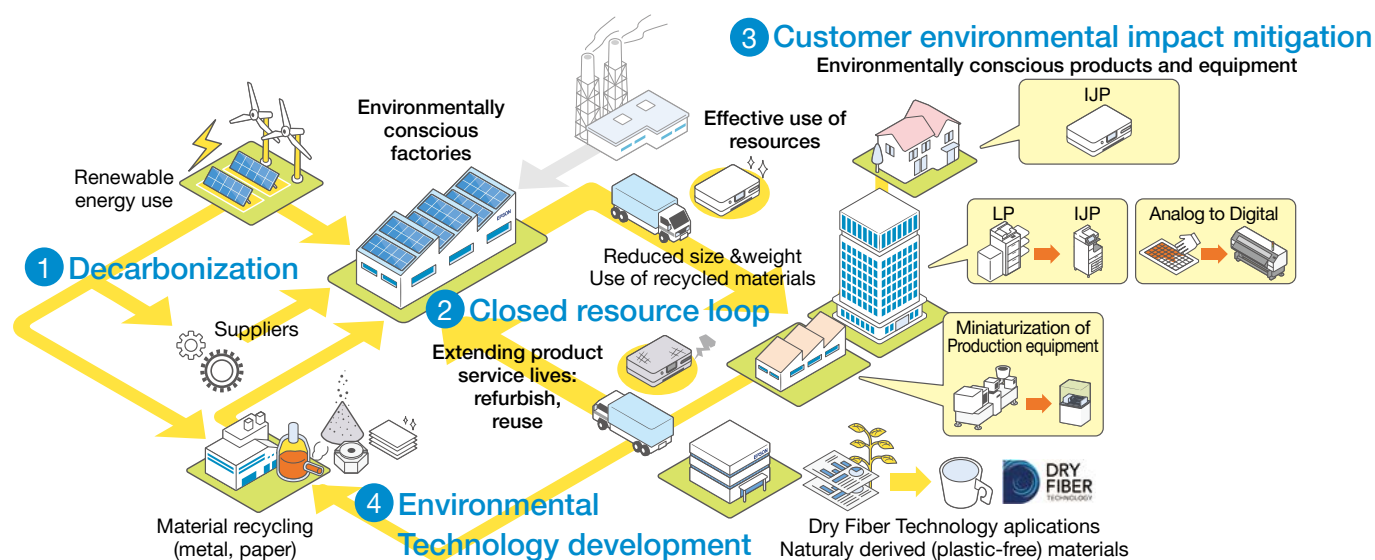 3 Customer environmental impact mitigation
Environmentally conscious products and equipment
IJP
Environmentally
conscious
factories
Effective use of
resources
Renewable
energy use
EPSON
LP
IJP
Analog to Digital
1 Decarbonization
Reduced size &weight
Use of recycled materials
2 Closed resource loop
Suppliers
Extending product
service lives:
refurbish,
reuse
Miniaturization of
Production equipment
EPSON
DRY
FIBER
TECHNOLOGY
4 Environmental
Technology development
Material recycling
(metal, paper)
Dry Fiber Technology aplications
Naturaly derived (plastic-free) materials